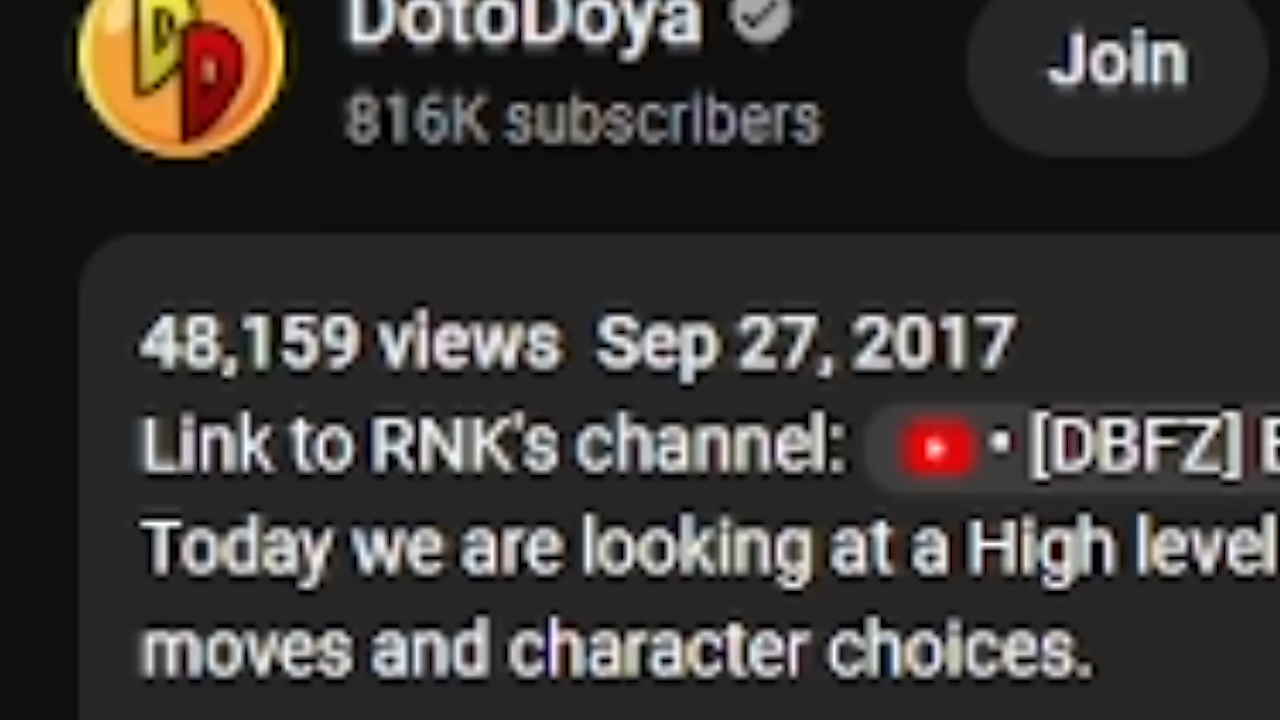 DotoDoya
Join
816K subscribers
48,159 views Sep 27, 2017
Link to RNK's channel: • [DBFZ]
Today we are looking at a High level
moves and character choices.